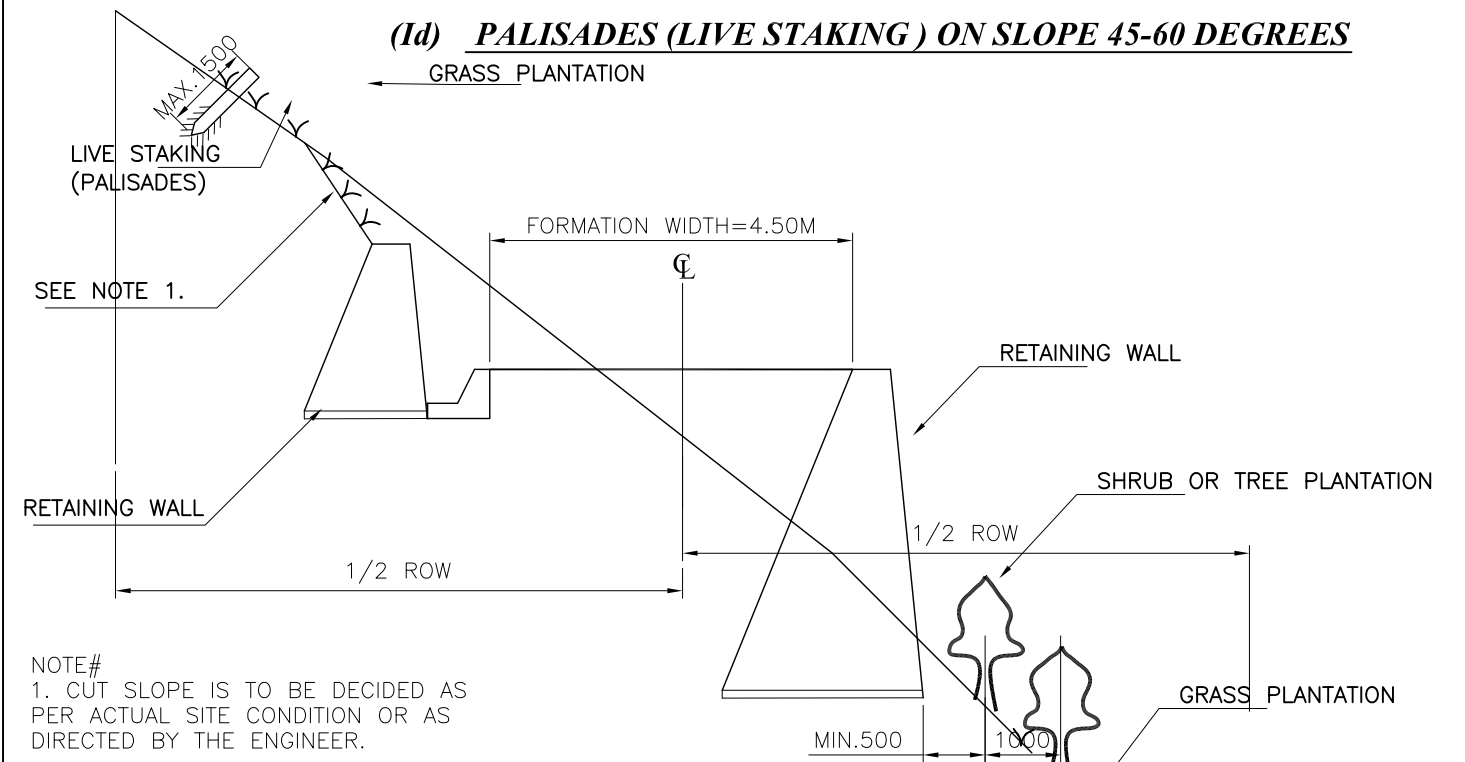 (Id) PALISADES (LIVE STAKING ) ON SLOPE 45-60 DEGREES
GRASS PLANTATION
MAX.1500
LIVE STAKING
(PALISADES)
FORMATION WIDTH=4.50M
CL
SEE NOTE 1.
RETAINING WALL
SHRUB OR TREE PLANTATION
RETAINING WALL
1/2 ROW
1/2 ROW
NOTE#
1. CUT SLOPE IS TO BE DECIDED AS
PER ACTUAL SITE CONDITION OR AS
DIRECTED BY THE ENGINEER.
GRASS PLANTATION
MIN.500
1000